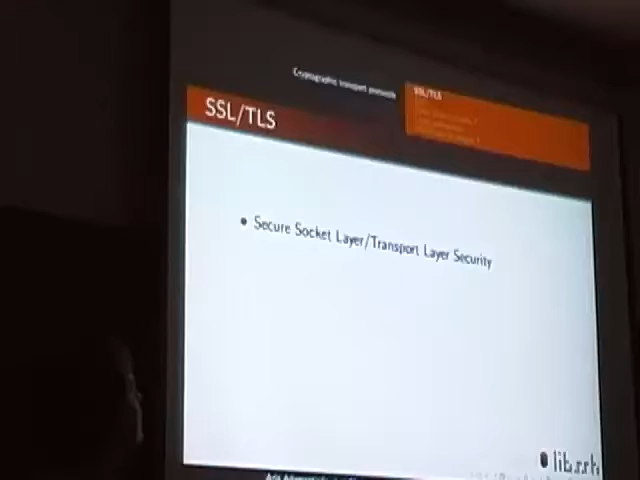 Cryptographic transport protocols
SSL/TLS
SSL/TLS
• Secure Socket Layer/Transport Layer Security
libssh